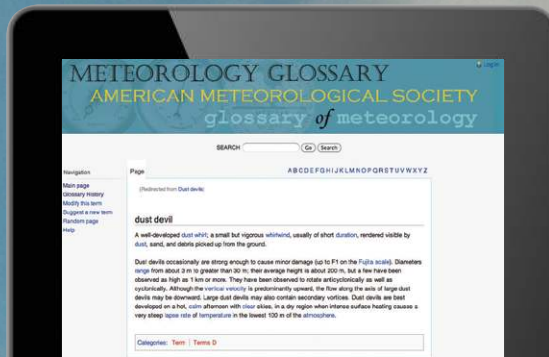 METEOROLOGY GLOSSARY
AMERICAN METEOROLOGICAL SOCIETY
glossary of meteorology
Log in
SEARCH Go Search
Navigation
Main page
Glossary History
Modify this term
Suggest a new term
Random page
Help
Page
A B C D E F G H I J K L M N O P Q R S T U V W X Y Z
(Redirected from Dust devils)
dust devil
A well-developed dust whirl; a small but vigorous whirlwind, usually of short duration, rendered visible by
dust, sand, and debris picked up from the ground.
Dust devils occasionally are strong enough to cause minor damage (up to F1 on the Fujita scale). Diameters
range from about 3 m to greater than 30 m; their average height is about 200 m, but a few have been
observed as high as 1 km or more. They have been observed to rotate anticyclonically as well as
cyclonically. Although the vertical velocity is predominantly upward, the flow along the axis of large dust
devils may be downward. Large dust devils may also contain secondary vortices. Dust devils are best
developed on a hot, calm afternoon with clear skies, in a dry region when intense surface heating causes a
very steep lapse rate of temperature in the lowest 100 m of the atmosphere.
Categories: Term | Terms D